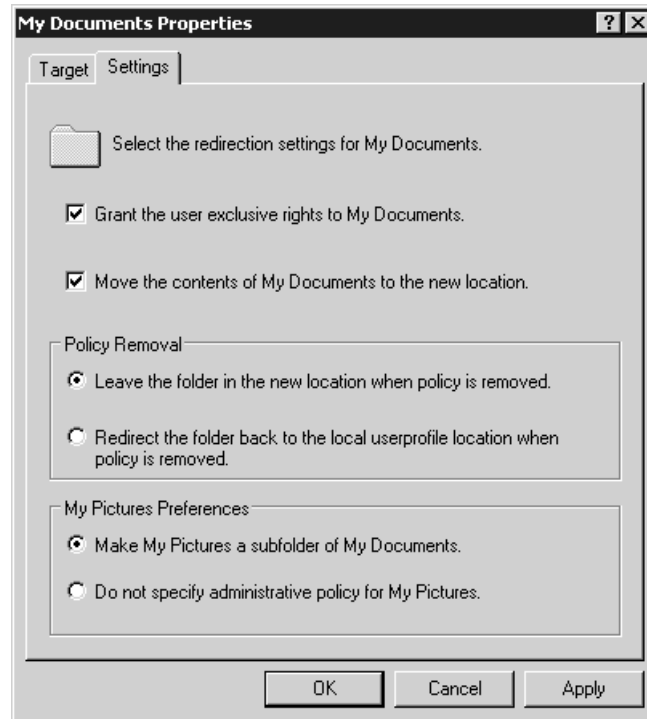 My Documents Properties
? X
Target Settings
Select the redirection settings for My Documents.
Grant the user exclusive rights to My Documents.
Move the contents of My Documents to the new location.
Policy Removal
Leave the folder in the new location when policy is removed.
Redirect the folder back to the local userprofile location when
policy is removed.
My Pictures Preferences
Make My Pictures a subfolder of My Documents.
Do not specify administrative policy for My Pictures.
OK Cancel Apply